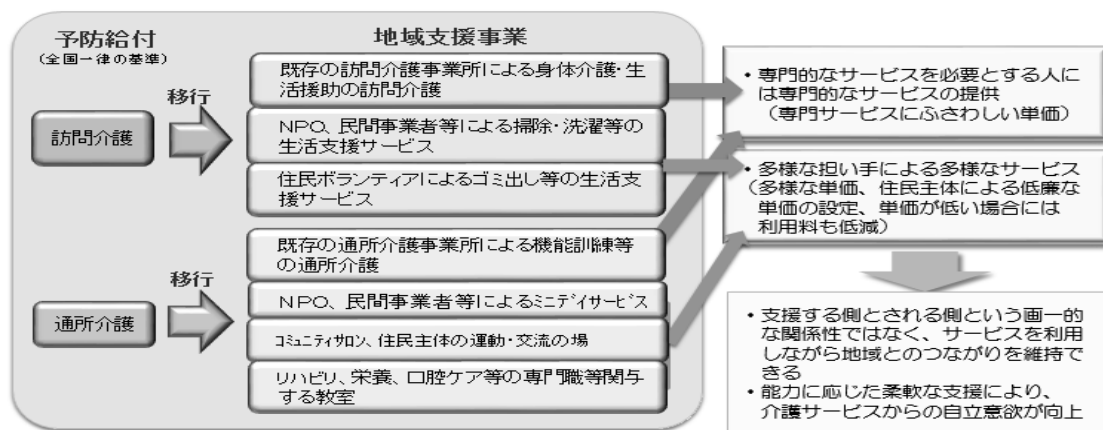 予防給付
(全国一律の基準)
移行
訪問介護
移行
通所介護
地域支援事業
既存の訪問介護事業所による身体介護・生
活援助の訪問介護
NPO、民間事業者等による掃除・洗濯等の
生活支援サービス
住民ボランティアによるゴミ出し等の生活支
援サービス
既存の通所介護事業所による機能訓練等
の通所介護
NPO、民間事業者等によるミニデイサービス
コミュニティサロン、住民主体の運動・交流の場
リハビリ、栄養、口腔ケア等の専門職等関与
する教室
・専門的なサービスを必要とする人に
は専門的なサービスの提供
(専門サービスにふさわしい単価)
・多様な担い手による多様なサービス
(多様な単価、住民主体による低廉な
単価の設定、単価が低い場合には
利用料も低減)
・支援する側とされる側という画一的
な関係性ではなく、サービスを利用
しながら地域とのつながりを維持で
きる
・能力に応じた柔軟な支援により、
介護サービスからの自立意欲が向上